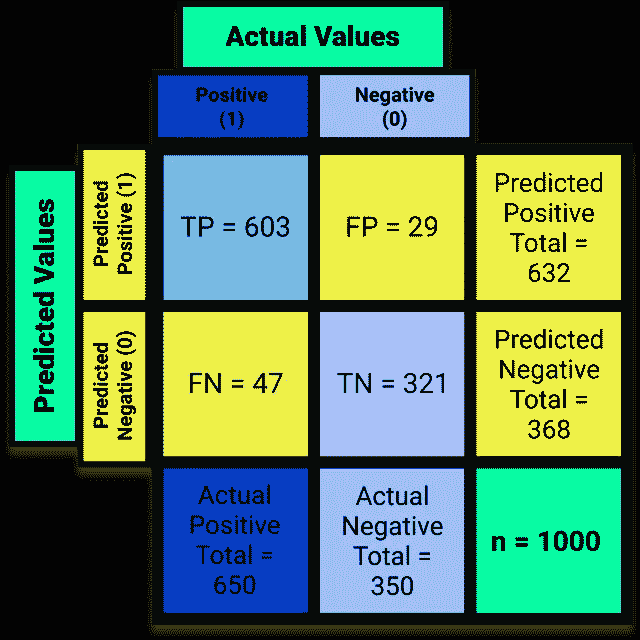 Actual Values
Positive
(1)
Negative
(0)
Predicted Values
Predicted
Positive (1)
TP = 603
FP = 29
Predicted
Positive
Total =
632
Predicted
Negative (0)
FN = 47
TN = 321
Predicted
Negative
Total =
368
Actual
Positive
Total =
650
Actual
Negative
Total =
350
n = 1000